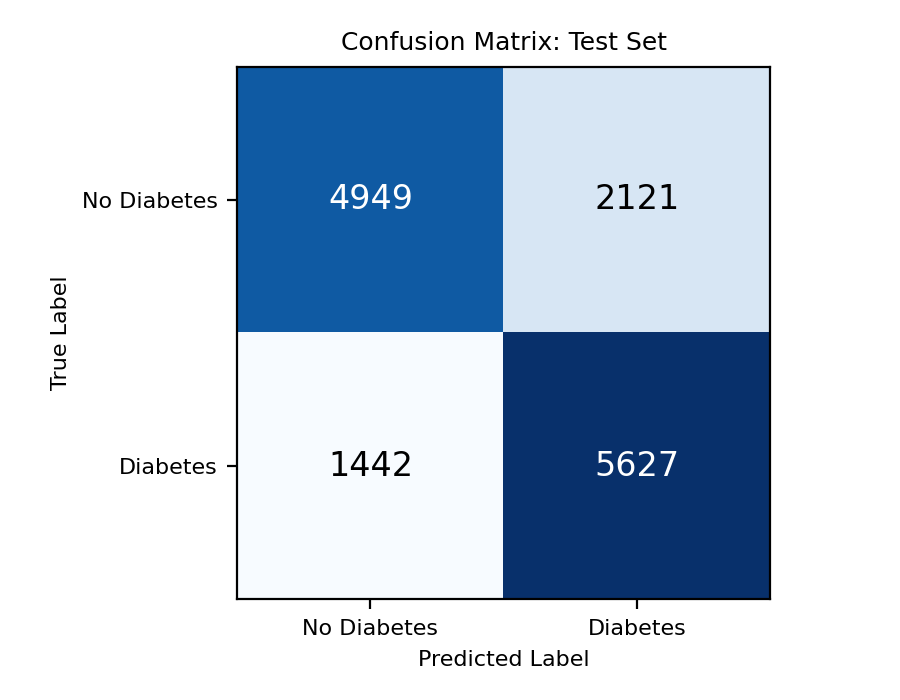 Confusion Matrix: Test Set
No Diabetes
4949
2121
True Label
Diabetes
1442
5627
No Diabetes
Diabetes
Predicted Label